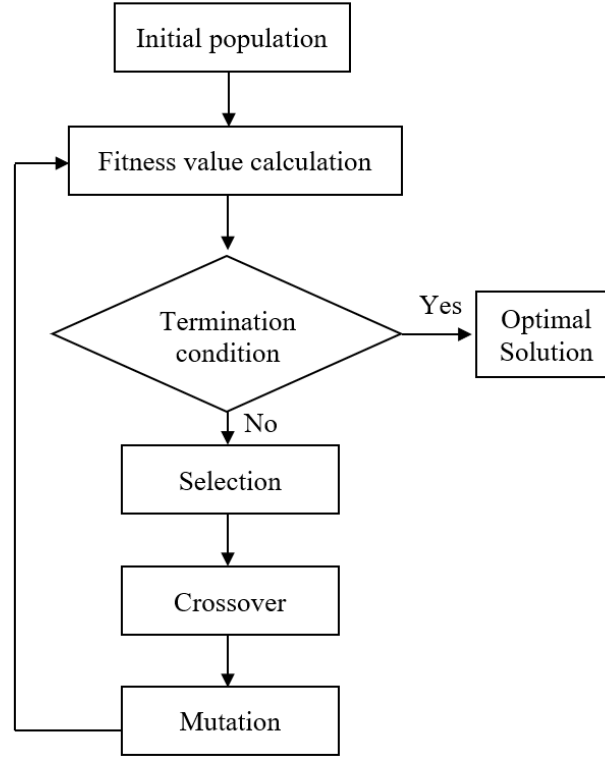 Initial population
Fitness value calculation
Termination
condition
Yes
Optimal
Solution
No
Selection
Crossover
Mutation